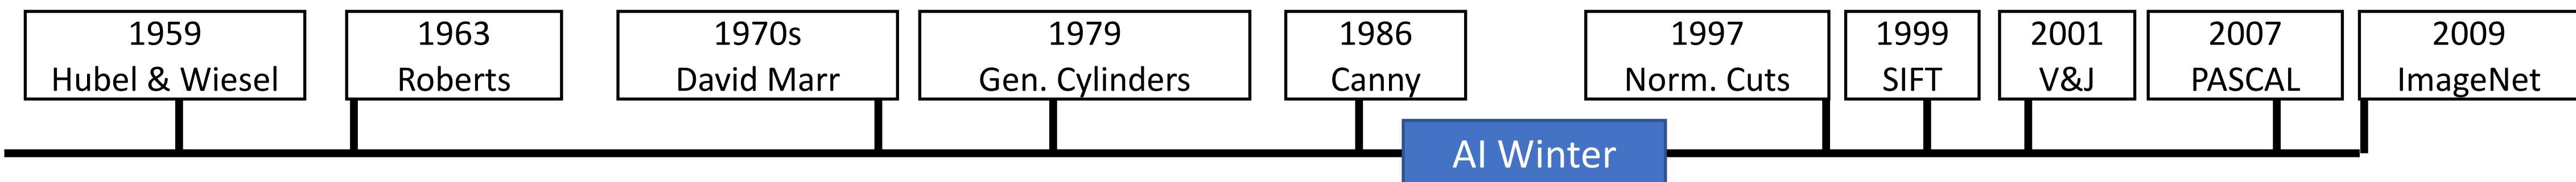 1959
Hubel & Wiesel
1963
Roberts
1970s
David Marr
1979
Gen. Cylinders
1986
Canny
1997
Norm. Cuts
1999
SIFT
2001
V&J
2007
PASCAL
2009
ImageNet
AI Winter